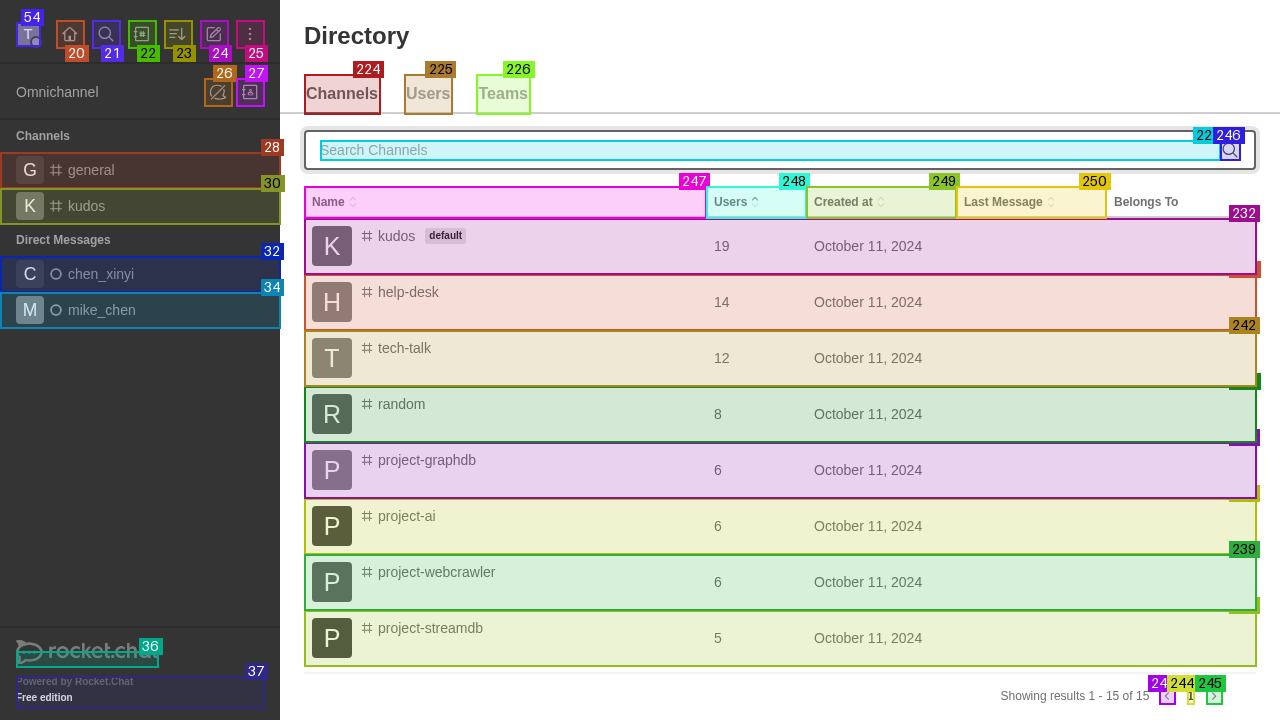 Directory
54
T
20
21
22
23
24
25
26
27
Omnichannel
224
225
226
Channels
Users
Teams
Channels
28
G general
30
K kudos
Direct Messages
32
C chen_xinyi
34
M mike_chen
36
rocket.chat
37
Powered by Rocket.Chat
Free edition
246
Search Channels
247
248
249
250
Name
Users
Created at
Last Message
Belongs To
232
K kudos default 19 October 11, 2024
H help-desk 14 October 11, 2024
242
T tech-talk 12 October 11, 2024
R random 8 October 11, 2024
P project-graphdb 6 October 11, 2024
P project-ai 6 October 11, 2024
239
P project-webcrawler 6 October 11, 2024
P project-streamdb 5 October 11, 2024
244
245
Showing results 1 - 15 of 15
1